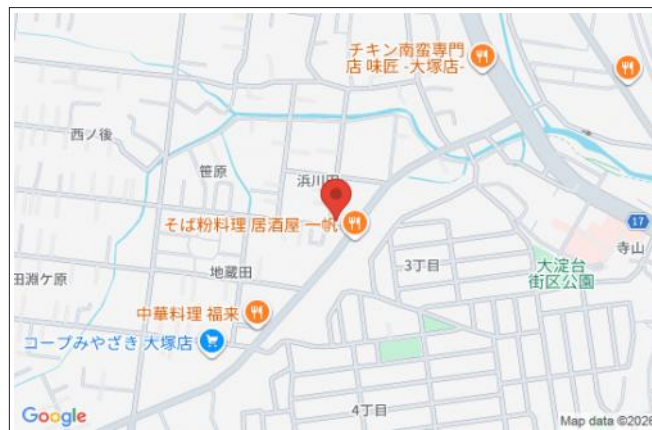 チキン南蛮専門
店 味匠 -大塚店-
西ノ後
笹原
浜川田
そば粉料理 居酒屋 一帆
17
寺山
3丁目
大淀台
街区公園
田淵ケ原
地蔵田
中華料理 福来
コープみやざき 大塚店
4丁目
Google
Map data ©2026